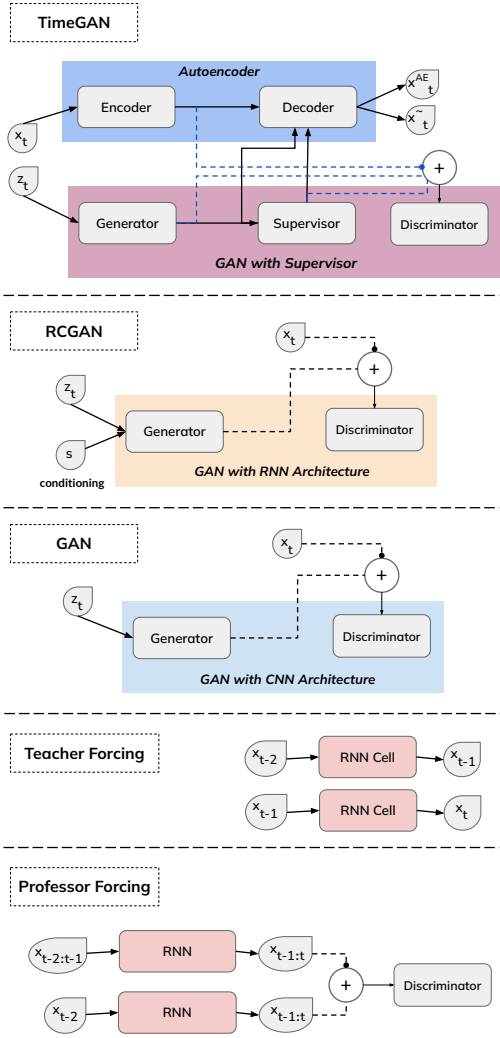 TimeGAN
Autoencoder
Encoder
Decoder
x^AE_t
x_t
x^~_t
z_t
+
Generator
Supervisor
Discriminator
GAN with Supervisor
RCGAN
x_t
+
z_t
Generator
Discriminator
s
GAN with RNN Architecture
conditioning
GAN
x_t
+
z_t
Generator
Discriminator
GAN with CNN Architecture
Teacher Forcing
x_t-2
RNN Cell
x_t-1
x_t-1
RNN Cell
x_t
Professor Forcing
x_t-2:t-1
RNN
x_t-1:t
+
Discriminator
x_t-2
RNN
x_t-1:t